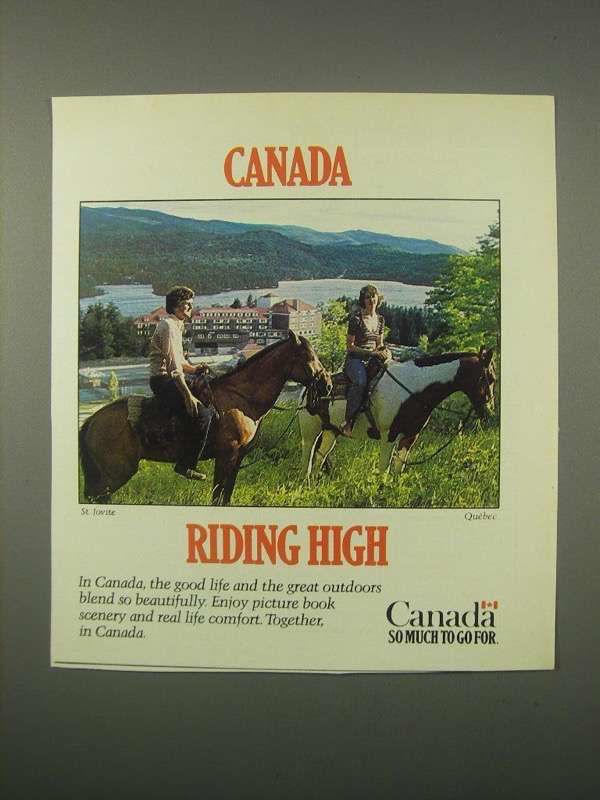 CANADA
St. Jovite
Québec
RIDING HIGH
In Canada, the good life and the great outdoors
blend so beautifully. Enjoy picture book
scenery and real life comfort. Together,
in Canada.
Canada
SO MUCH TO GO FOR.